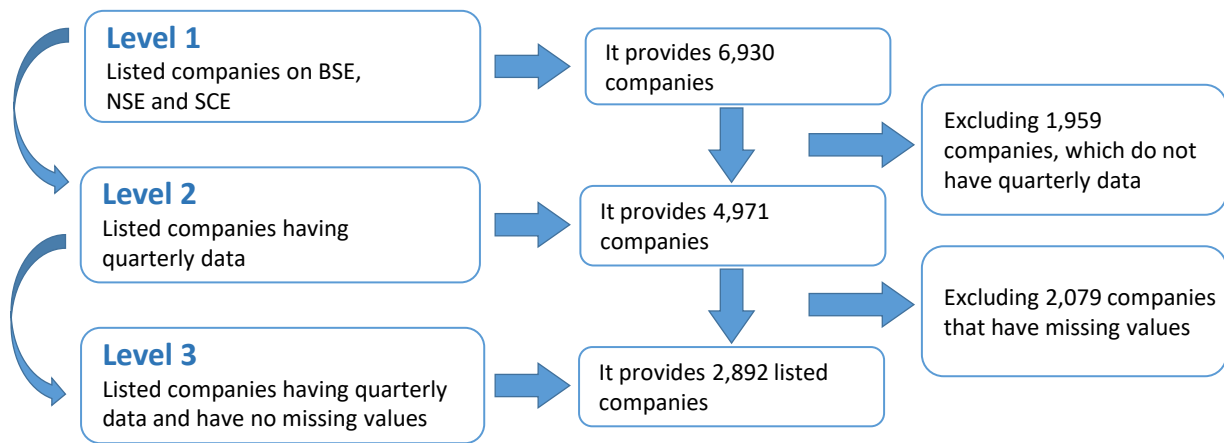 Level 1
Listed companies on BSE,
NSE and SCE
It provides 6,930
companies
Excluding 1,959
companies, which do not
have quarterly data
Level 2
Listed companies having
quarterly data
It provides 4,971
companies
Excluding 2,079 companies
that have missing values
Level 3
Listed companies having quarterly
data and have no missing values
It provides 2,892 listed
companies